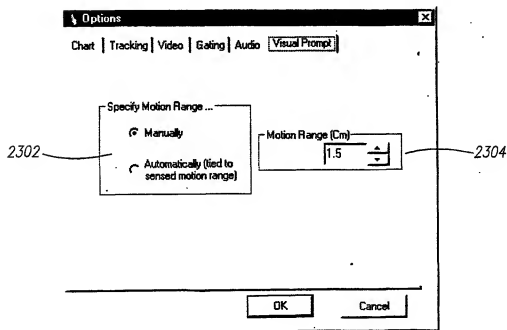 Options
Chart Tracking Video Gating Audio Visual Prompt
Specify Motion Range ...
Manually
Automatically (tied to
sensed motion range)
Motion Range (Cm)
1.5
2302
2304
OK Cancel